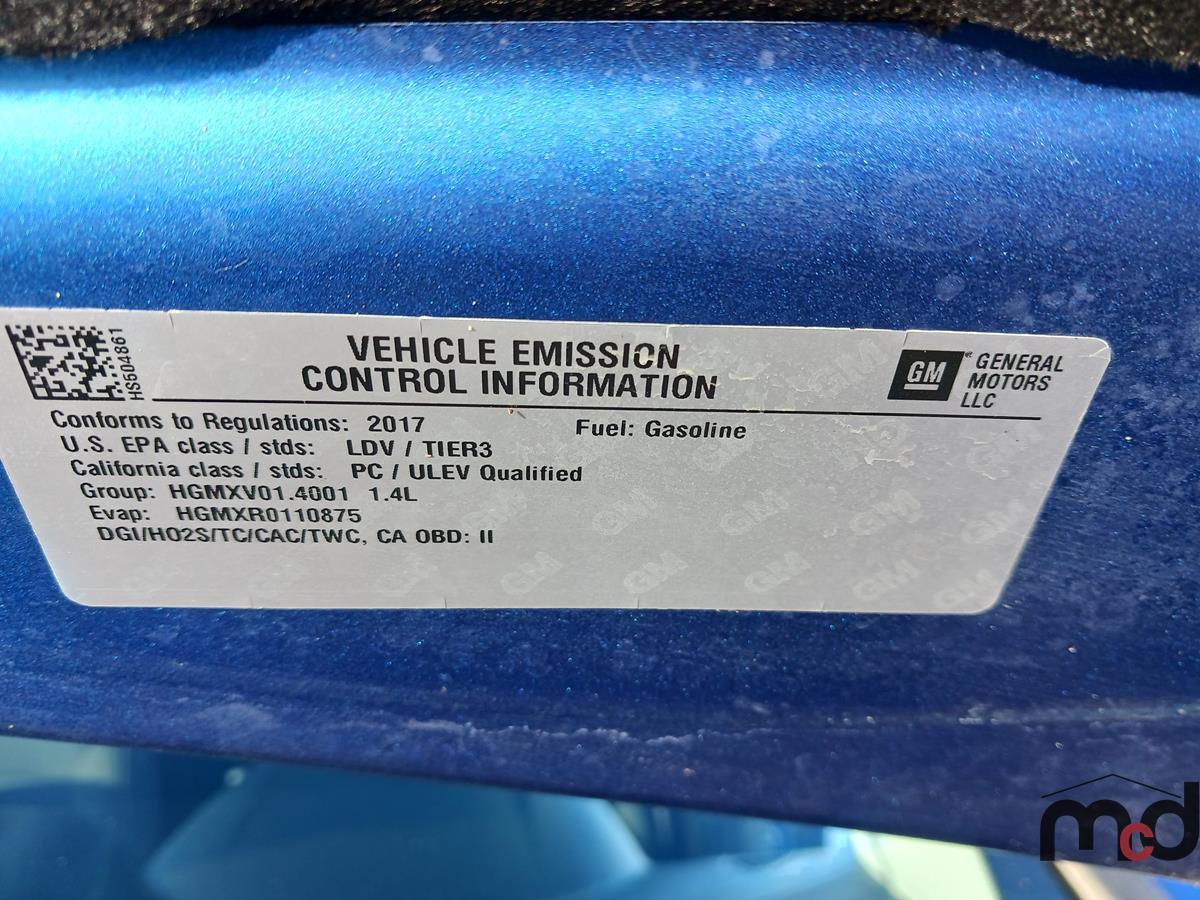 HS604861
VEHICLE EMISSION
CONTROL INFORMATION
GM
GENERAL
MOTORS
LLC
Conforms to Regulations: 2017
Fuel: Gasoline
U.S. EPA class / stds: LDV / TIER3
California class / stds: PC / ULEV Qualified
Group: HGMXV01.4001 1.4L
Evap: HGMXR0110875
DGI/HO2S/TC/CAC/TWC, CA OBD: II
mcd